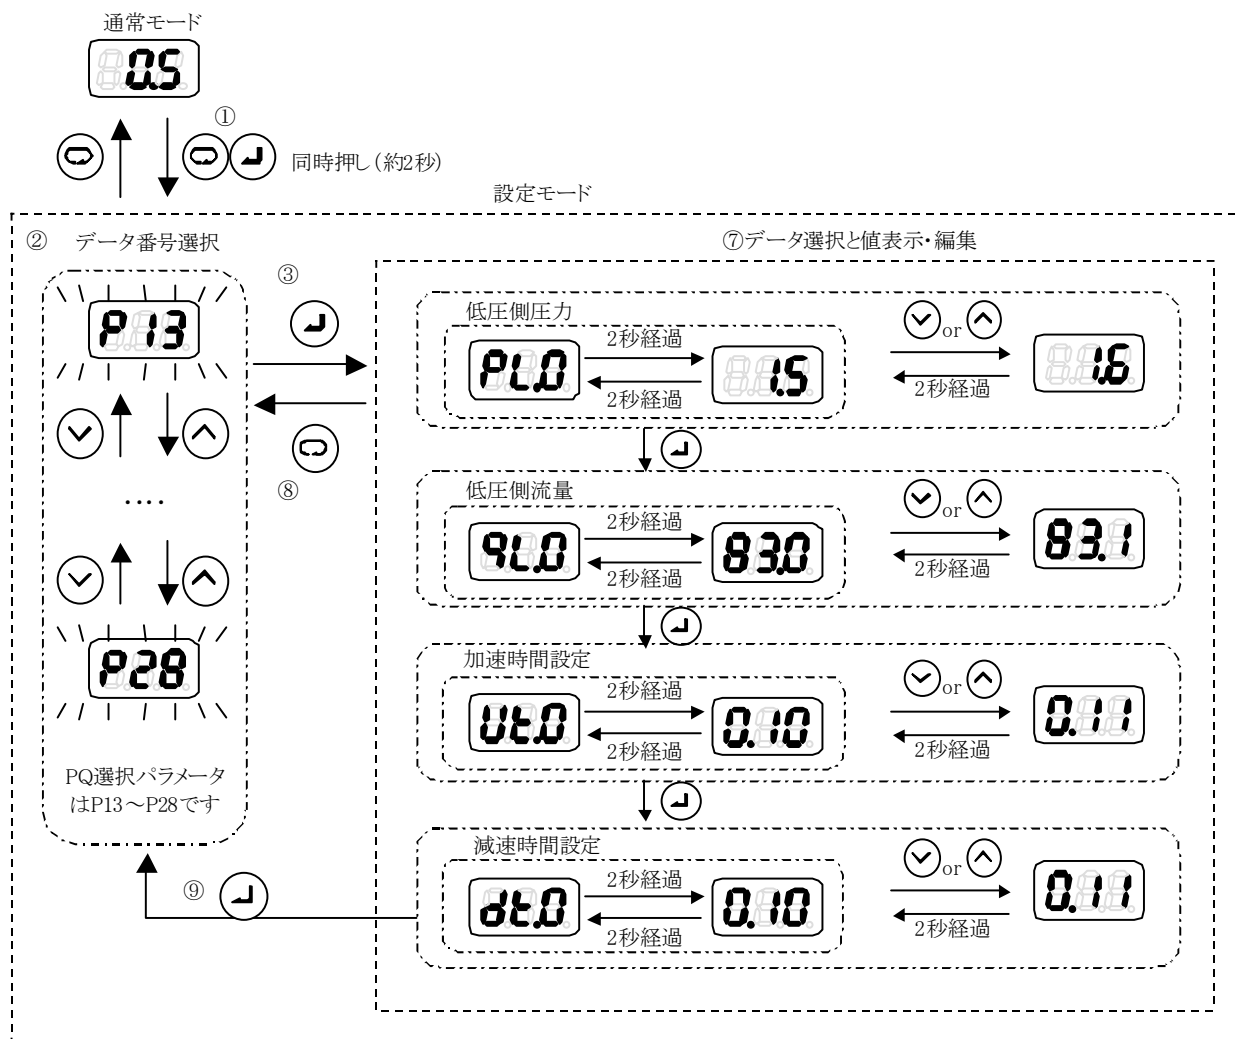 通常モード
0.5
①
同時押し(約2秒)
設定モード
② データ番号選択
P13
‥‥
P28
PQ選択パラメータ
はP13～P28です
③
⑧
⑨
⑦データ選択と値表示・編集
低圧側圧力
PL.0
2秒経過
2秒経過
1.5
or
2秒経過
1.6
低圧側流量
qL.0
2秒経過
2秒経過
83.0
or
2秒経過
83.1
加速時間設定
Ut.0
2秒経過
2秒経過
0.10
or
2秒経過
0.11
減速時間設定
dt.0
2秒経過
2秒経過
0.10
or
2秒経過
0.11